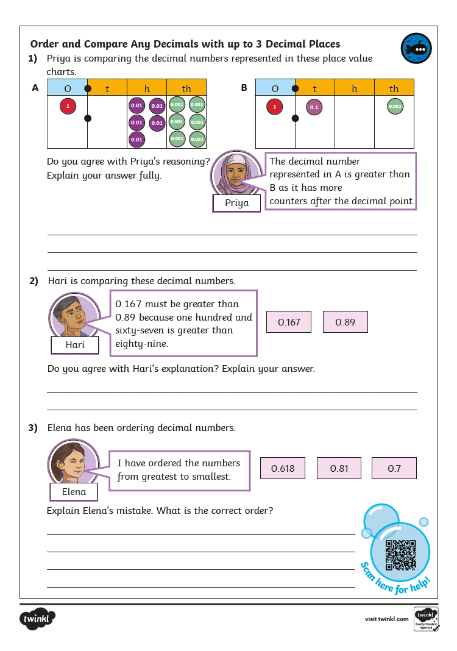 Order and Compare Any Decimals with up to 3 Decimal Places
1) Priya is comparing the decimal numbers represented in these place value
charts.
A
O t h th
1 0.01 0.01 0.001 0.001
0.01 0.01 0.001 0.001
0.01 0.001 0.001
B
O t h th
1 0.1 0.001
Do you agree with Priya's reasoning?
Explain your answer fully.
Priya
The decimal number
represented in A is greater than
B as it has more
counters after the decimal point.
2) Hari is comparing these decimal numbers.
Hari
0.167 must be greater than
0.89 because one hundred and
sixty-seven is greater than
eighty-nine.
0.167 0.89
Do you agree with Hari's explanation? Explain your answer.
3) Elena has been ordering decimal numbers.
Elena
I have ordered the numbers
from greatest to smallest.
0.618 0.81 0.7
Explain Elena's mistake. What is the correct order?
Scan here for help!
twinkl
visit twinkl.com
twinkl